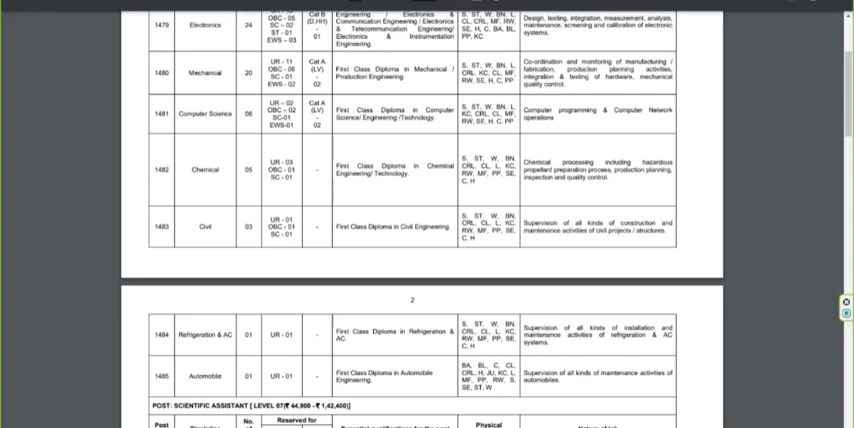 OBC - 05
SC – 02
ST - 01
EWS – 03
Cat B
(D,HH)
-
01
Engineering / Electronics &
Communication Engineering / Electronics
& Telecommunication Engineering/
Electronics & Instrumentation
Engineering.
S, ST, W, BN, L,
CL, CRL, MF, RW,
SE, H, C, BA, BL,
PP, KC
Design, testing, integration, measurement, analysis,
maintenance, screening and calibration of electronic
systems.
1479 Electronics 24
1480 Mechanical 20
UR - 11
OBC - 06
SC - 01
EWS - 02
Cat A
(LV)
-
02
First Class Diploma in Mechanical /
Production Engineering.
S, ST, W, BN, L,
CRL, KC, CL, MF,
RW, SE, H, C, PP
Co-ordination and monitoring of manufacturing /
fabrication, production planning activities,
integration & testing of hardware, mechanical
quality control.
1481 Computer Science 06
UR – 02
OBC – 02
SC-01
EWS-01
Cat A
(LV)
-
02
First Class Diploma in Computer
Science/ Engineering /Technology.
S, ST, W, BN, L,
KC, CRL, CL, MF,
RW, SE, H, C, PP
Computer programming & Computer Network
operations
1482 Chemical 05
UR - 03
OBC - 01
SC - 01
-
First Class Diploma in Chemical
Engineering/ Technology.
S, ST, W, BN,
CRL, CL, L, KC,
RW, MF, PP, SE,
C, H
Chemical processing including hazardous
propellant preparation process, production planning,
inspection and quality control.
1483 Civil 03
UR - 01
OBC - 01
SC - 01
-
First Class Diploma in Civil Engineering.
S, ST, W, BN,
CRL, CL, L, KC,
RW, MF, PP, SE,
C, H
Supervision of all kinds of construction and
maintenance activities of civil projects / structures.
2
1484 Refrigeration & AC 01 UR - 01 -
First Class Diploma in Refrigeration &
AC.
S, ST, W, BN,
CRL, CL, L, KC,
RW, MF, PP, SE,
C, H
Supervision of all kinds of installation and
maintenance activities of refrigeration & AC
systems.
1485 Automobile 01 UR - 01 -
First Class Diploma in Automobile
Engineering.
BA, BL, C, CL,
CRL, H, JU, KC, L,
MF, PP, RW, S,
SE, ST, W
Supervision of all kinds of maintenance activities of
automobiles.
POST: SCIENTIFIC ASSISTANT [ LEVEL 07(₹ 44,900 - ₹ 1,42,400)]
Post
No.
Reserved for
Physical